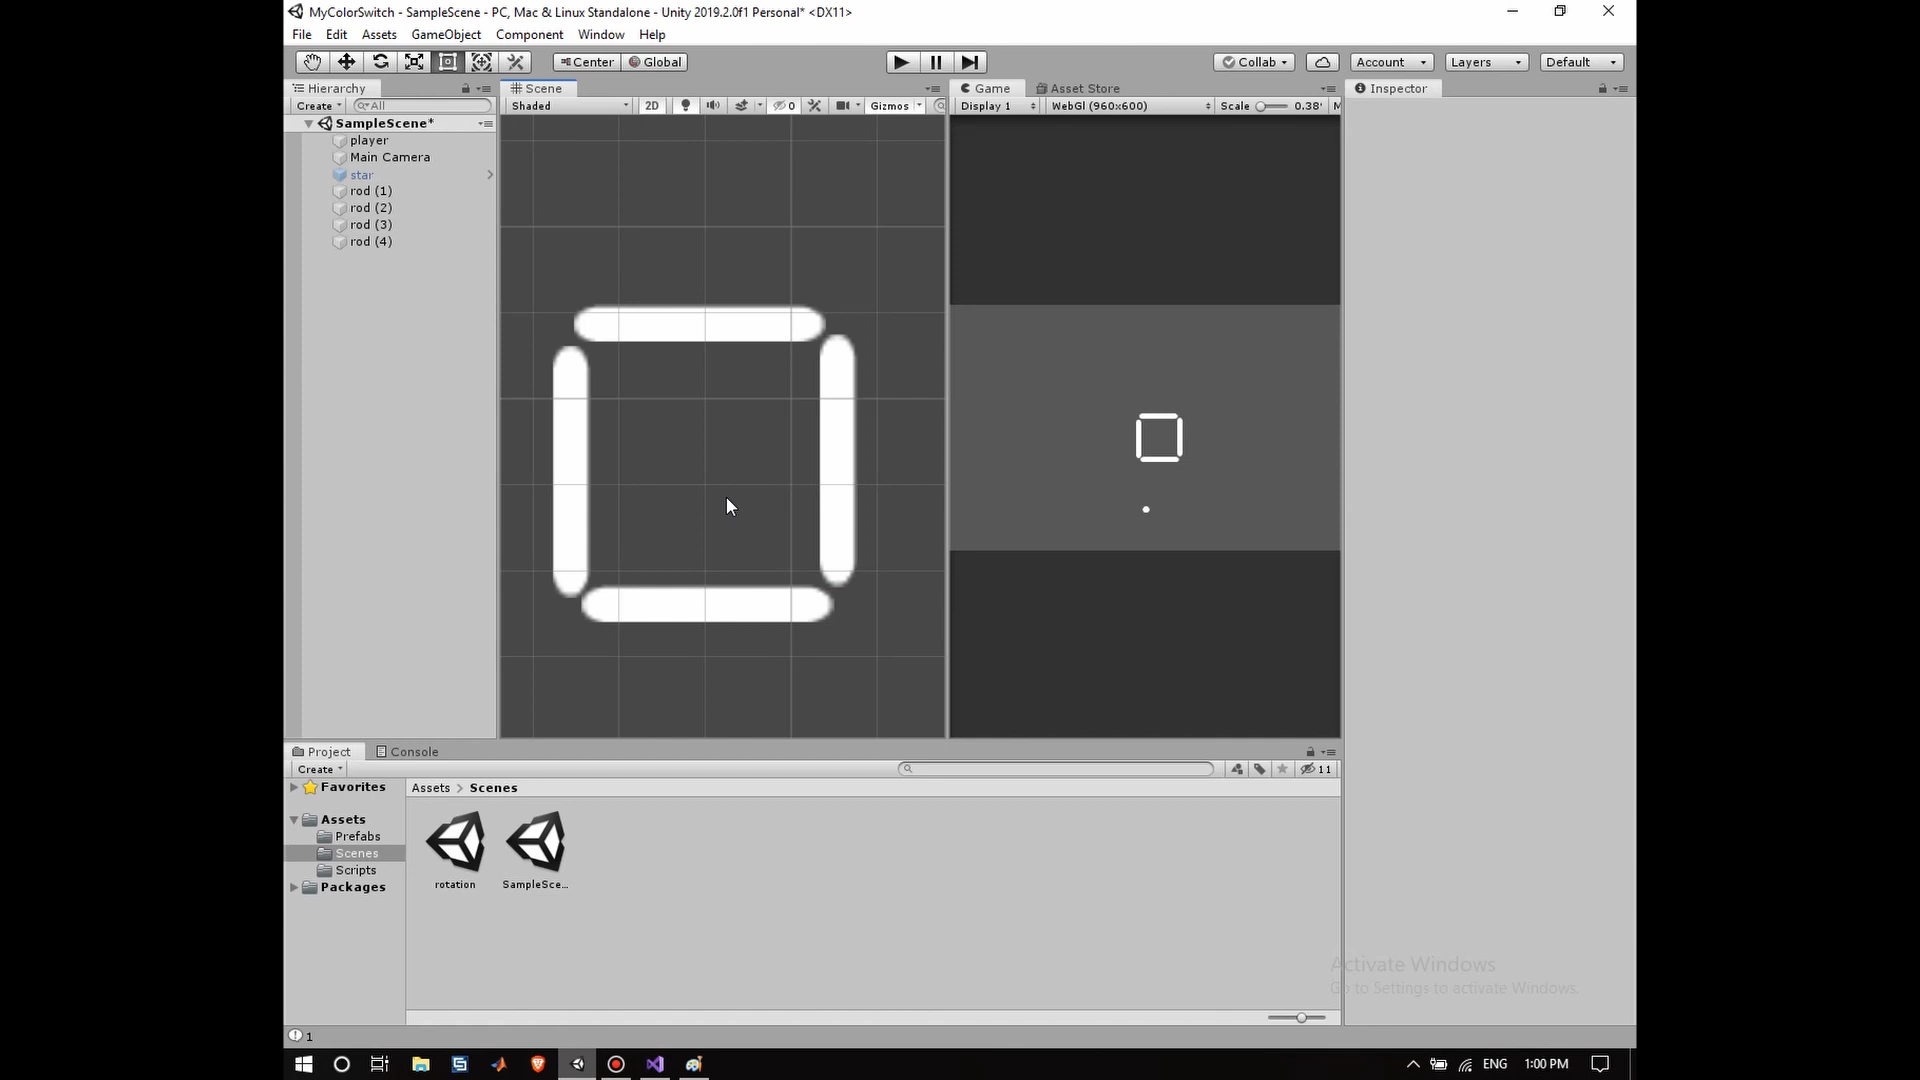 MyColorSwitch - SampleScene - PC, Mac & Linux Standalone - Unity 2019.2.0f1 Personal* <DX11>
File Edit Assets GameObject Component Window Help
Center Global Collab Account Layers Default
Hierarchy
Create All
SampleScene*
player
Main Camera
star
rod (1)
rod (2)
rod (3)
rod (4)
Scene
Shaded 2D 0 Gizmos
Game Asset Store
Display 1 WebGl (960x600) Scale 0.38' M
Inspector
Project Console
Create 11
Favorites
Assets
Prefabs
Scenes
Scripts
Packages
Assets > Scenes
rotation SampleSce...
Activate Windows
Go to Settings to activate Windows.
1
ENG 1:00 PM